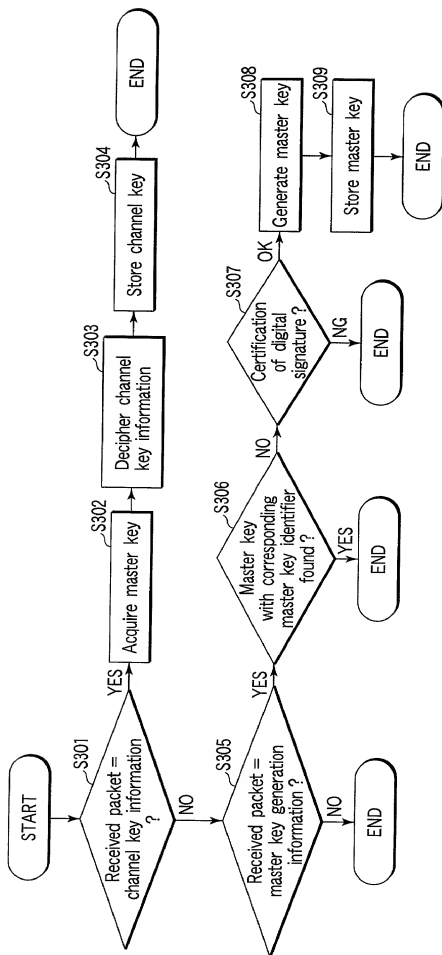 START
S301
Received packet =
channel key information
?
YES
NO
S302
Acquire master key
S303
Decipher channel
key information
S304
Store channel key
END
S305
Received packet =
master key generation
information ?
YES
NO
END
S306
Master key
with corresponding
master key identifier
found ?
NO
YES
END
S307
Certification
of digital
signature ?
OK
NG
END
S308
Generate master key
S309
Store master key
END